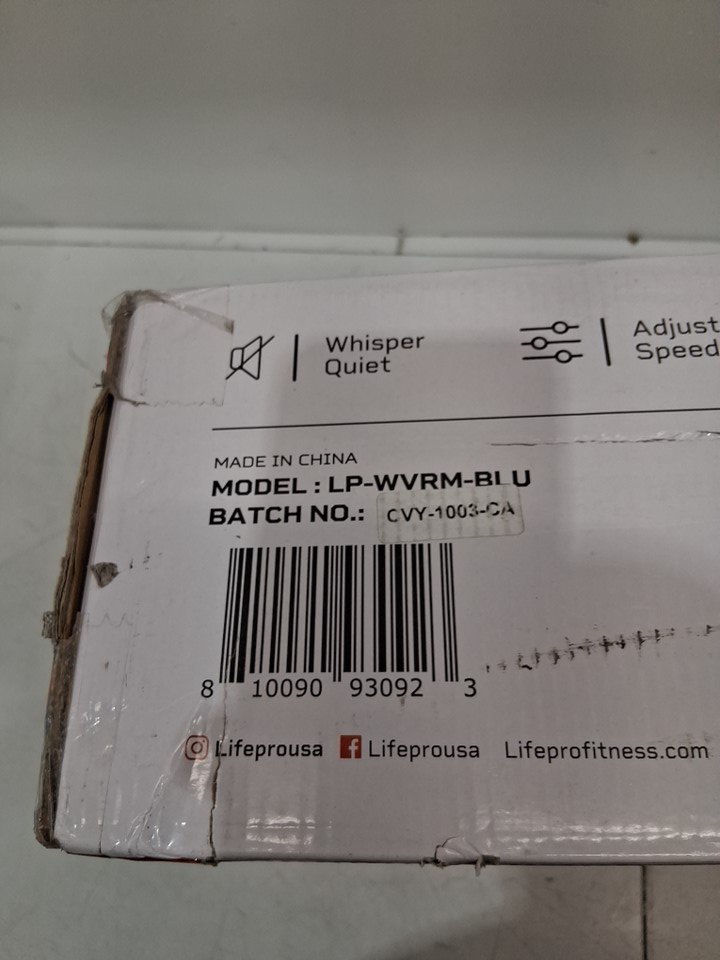 Whisper
Quiet
Adjust
Speed
MADE IN CHINA
MODEL : LP-WVRM-BLU
BATCH NO.: CVY-1003-CA
8 10090 93092 3
Lifeprousa Lifeprousa Lifeprofitness.com